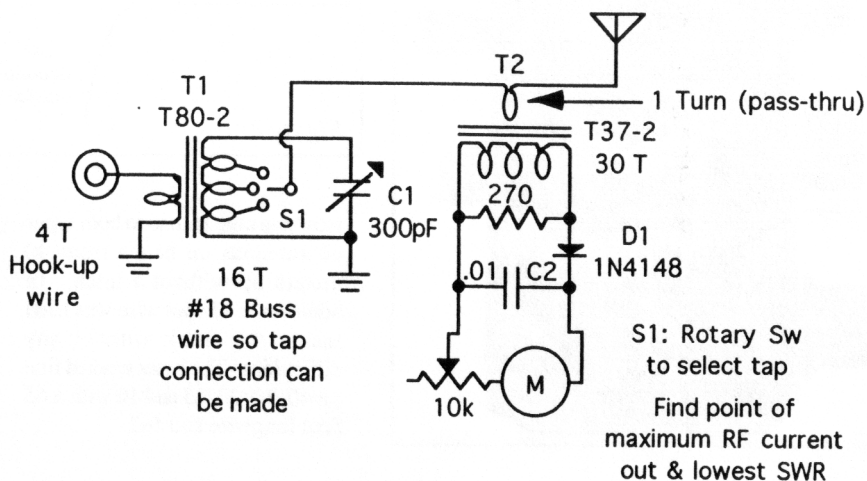 T1
T80-2
4 T
Hook-up
wire
16 T
#18 Buss
wire so tap
connection can
be made
S1
C1
300pF
T2
1 Turn (pass-thru)
T37-2
30 T
270
D1
1N4148
.01 C2
10k
M
S1: Rotary Sw
to select tap
Find point of
maximum RF current
out & lowest SWR